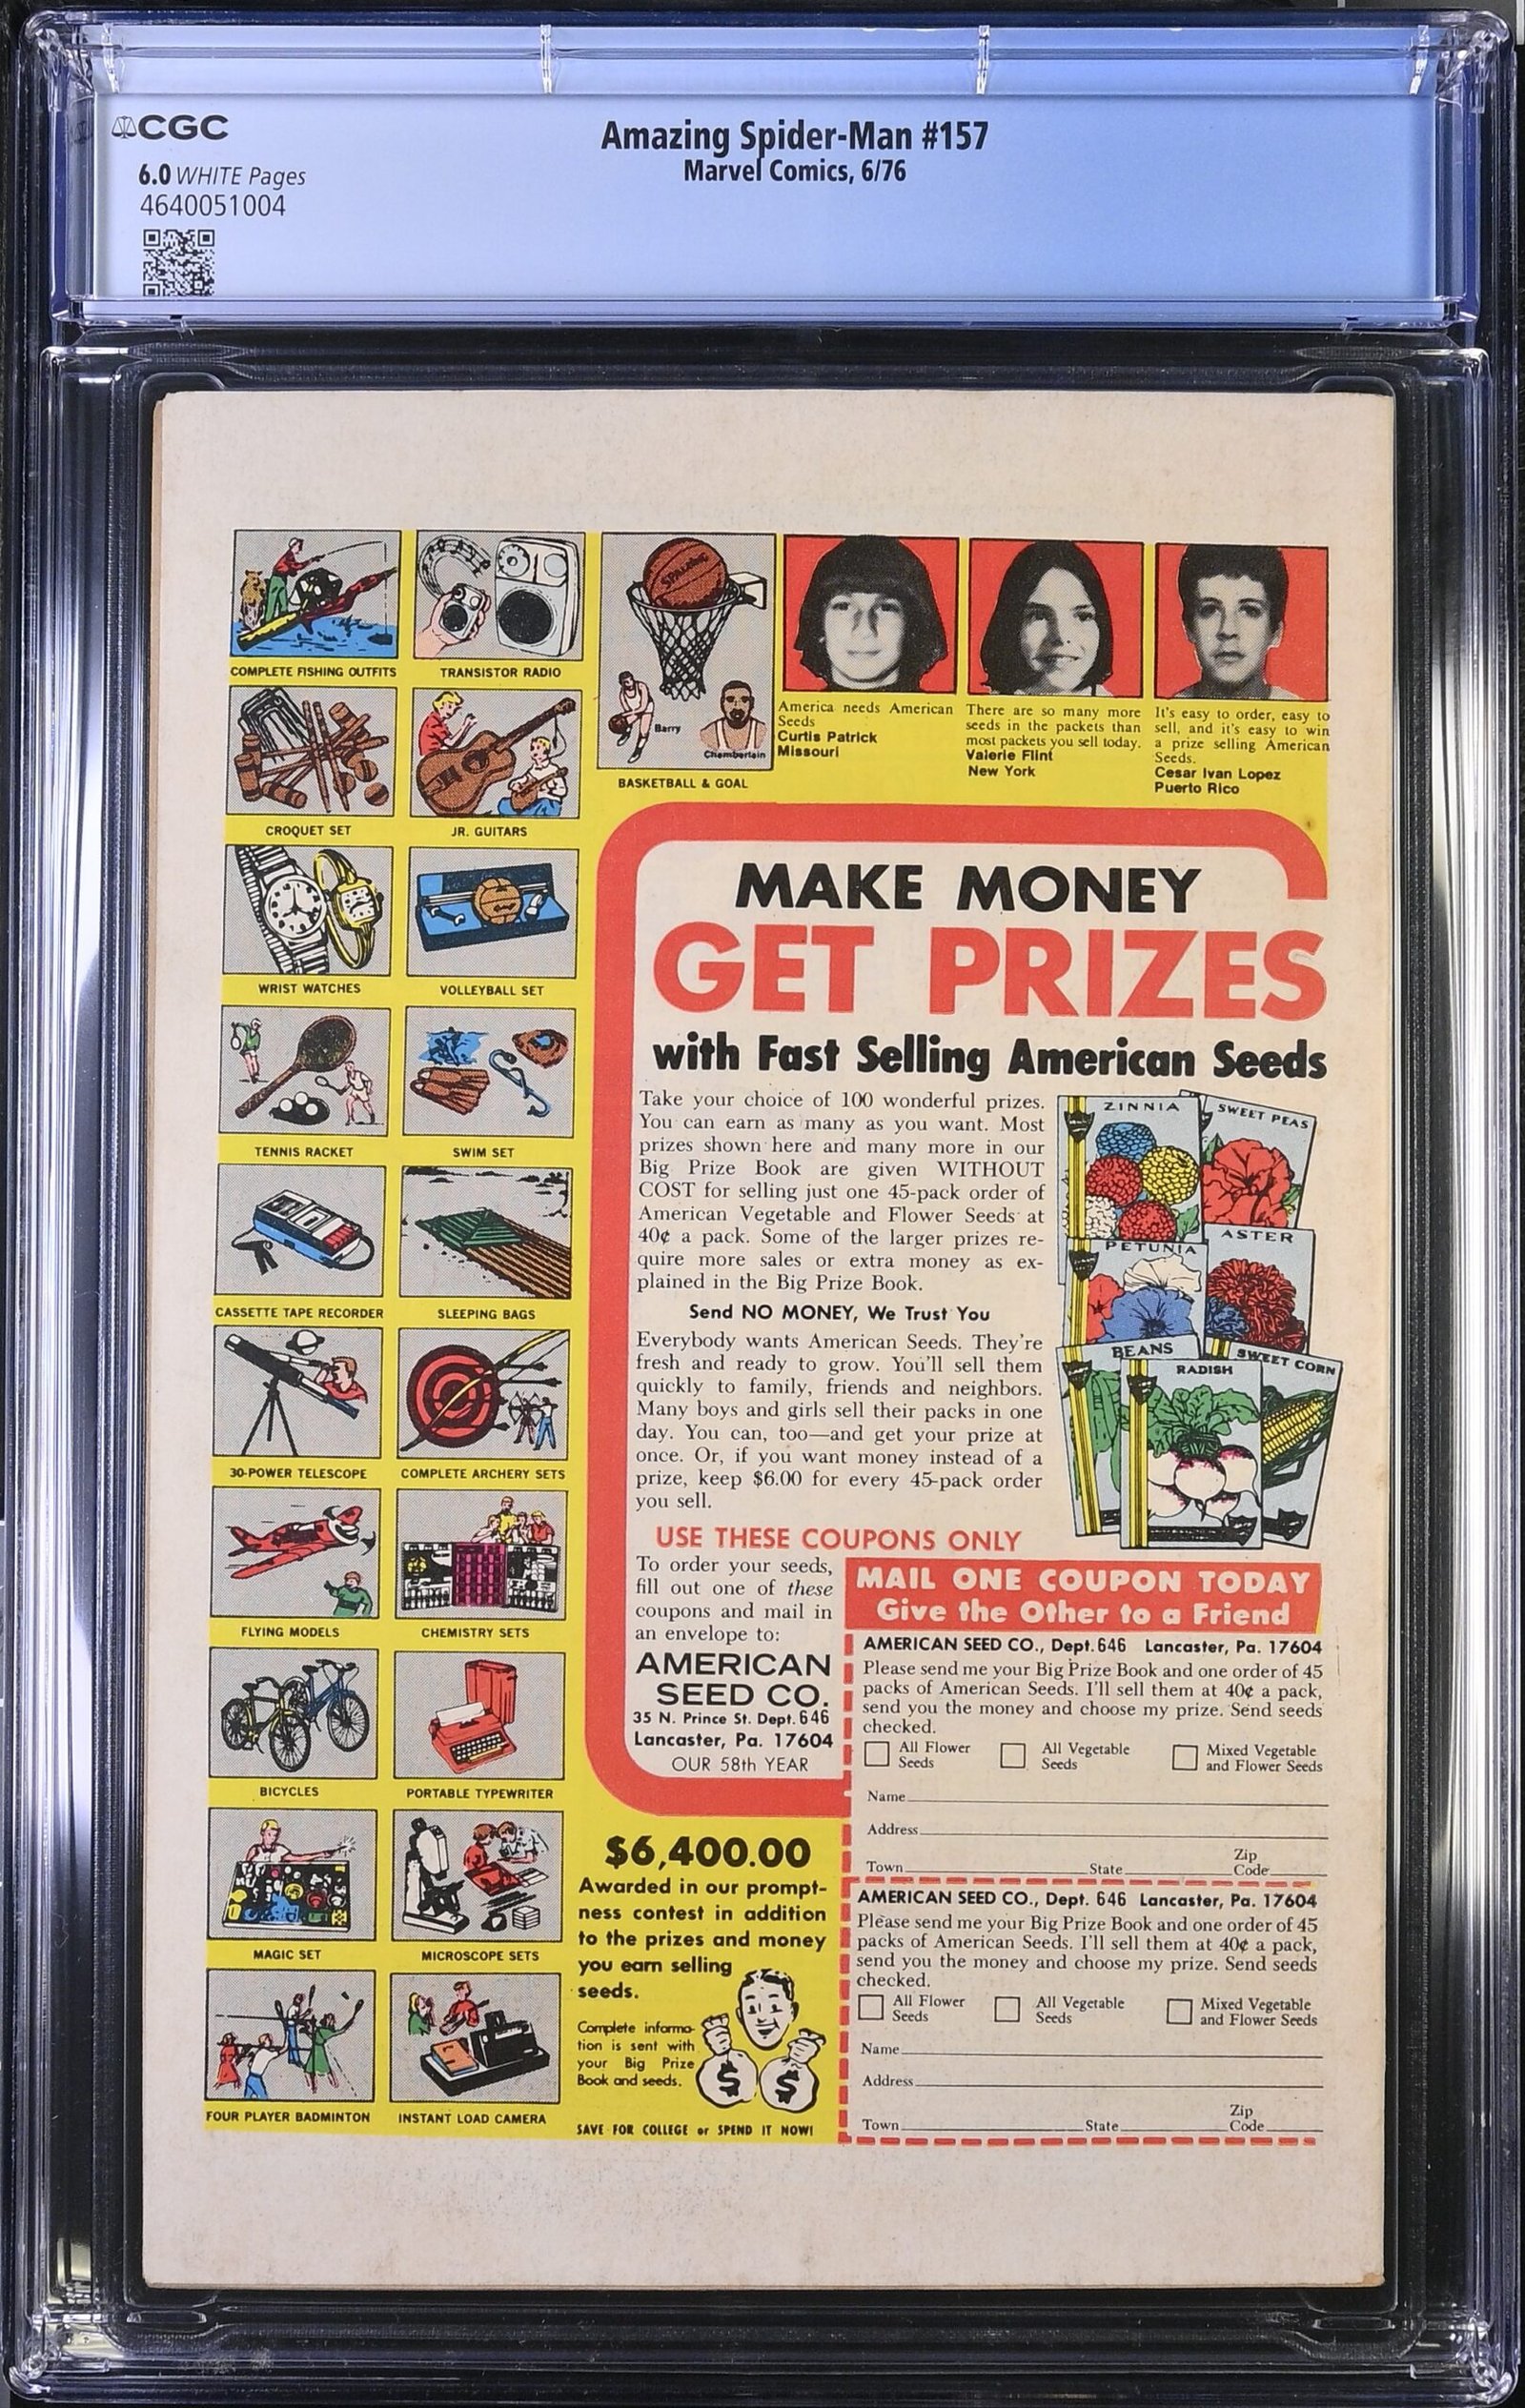 CGC
6.0 WHITE Pages
4640051004
Amazing Spider-Man #157
Marvel Comics, 6/76
COMPLETE FISHING OUTFITS
TRANSISTOR RADIO
SPALDING
Barry
Chamberlain
BASKETBALL & GOAL
CROQUET SET
JR. GUITARS
WRIST WATCHES
VOLLEYBALL SET
TENNIS RACKET
SWIM SET
CASSETTE TAPE RECORDER
SLEEPING BAGS
30-POWER TELESCOPE
COMPLETE ARCHERY SETS
FLYING MODELS
CHEMISTRY SETS
BICYCLES
PORTABLE TYPEWRITER
MAGIC SET
MICROSCOPE SETS
FOUR PLAYER BADMINTON
INSTANT LOAD CAMERA
America needs American
Seeds
Curtis Patrick
Missouri
There are so many more
seeds in the packets than
most packets you sell today.
Valerie Flint
New York
It's easy to order, easy to
sell, and it's easy to win
a prize selling American
Seeds.
Cesar Ivan Lopez
Puerto Rico
MAKE MONEY
GET PRIZES
with Fast Selling American Seeds
Take your choice of 100 wonderful prizes.
You can earn as many as you want. Most
prizes shown here and many more in our
Big Prize Book are given WITHOUT
COST for selling just one 45-pack order of
American Vegetable and Flower Seeds at
40¢ a pack. Some of the larger prizes re-
quire more sales or extra money as ex-
plained in the Big Prize Book.
Send NO MONEY, We Trust You
Everybody wants American Seeds. They're
fresh and ready to grow. You'll sell them
quickly to family, friends and neighbors.
Many boys and girls sell their packs in one
day. You can, too—and get your prize at
once. Or, if you want money instead of a
prize, keep $6.00 for every 45-pack order
you sell.
ZINNIA
SWEET PEAS
PETUNIA
ASTER
BEANS
RADISH
SWEET CORN
USE THESE COUPONS ONLY
To order your seeds,
fill out one of these
coupons and mail in
an envelope to:
AMERICAN
SEED CO.
35 N. Prince St. Dept. 646
Lancaster, Pa. 17604
OUR 58th YEAR
MAIL ONE COUPON TODAY
Give the Other to a Friend
AMERICAN SEED CO., Dept. 646 Lancaster, Pa. 17604
Please send me your Big Prize Book and one order of 45
packs of American Seeds. I'll sell them at 40¢ a pack,
send you the money and choose my prize. Send seeds
checked.
All Flower
Seeds
All Vegetable
Seeds
Mixed Vegetable
and Flower Seeds
Name
Address
Town State Zip
Code
AMERICAN SEED CO., Dept. 646 Lancaster, Pa. 17604
Please send me your Big Prize Book and one order of 45
packs of American Seeds. I'll sell them at 40¢ a pack,
send you the money and choose my prize. Send seeds
checked.
All Flower
Seeds
All Vegetable
Seeds
Mixed Vegetable
and Flower Seeds
Name
Address
Town State Zip
Code
$6,400.00
Awarded in our prompt-
ness contest in addition
to the prizes and money
you earn selling
seeds.
Complete informa-
tion is sent with
your Big Prize
Book and seeds.
$ $
SAVE FOR COLLEGE or SPEND IT NOW!